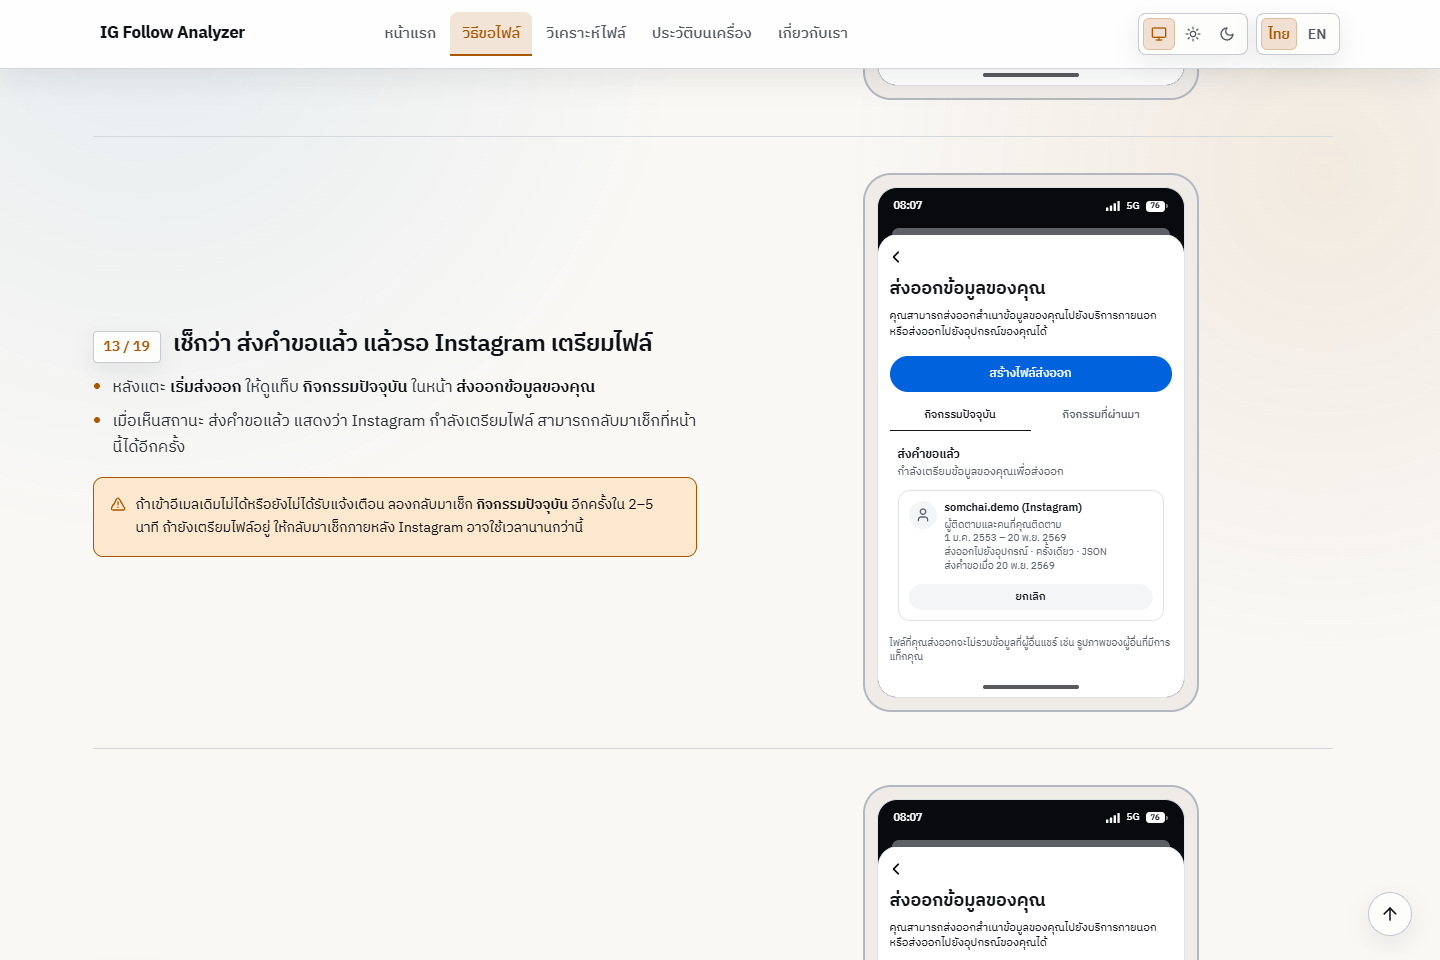 IG Follow Analyzer
หน้าแรก
วิธีขอไฟล์
วิเคราะห์ไฟล์
ประวัติบนเครื่อง
เกี่ยวกับเรา
ไทย
EN
13 / 19
เช็กว่า ส่งคำขอแล้ว แล้วรอ Instagram เตรียมไฟล์
หลังแตะ เริ่มส่งออก ให้ดูแท็บ กิจกรรมปัจจุบัน ในหน้า ส่งออกข้อมูลของคุณ
เมื่อเห็นสถานะ ส่งคำขอแล้ว แสดงว่า Instagram กำลังเตรียมไฟล์ สามารถกลับมาเช็กที่หน้า
นี้ได้อีกครั้ง
ถ้าเข้าอีเมลเดิมไม่ได้หรือยังไม่ได้รับแจ้งเตือน ลองกลับมาเช็ก กิจกรรมปัจจุบัน อีกครั้งใน 2–5
นาที ถ้ายังเตรียมไฟล์อยู่ ให้กลับมาเช็กภายหลัง Instagram อาจใช้เวลานานกว่านี้
08:07
5G
76
ส่งออกข้อมูลของคุณ
คุณสามารถส่งออกสำเนาข้อมูลของคุณไปยังบริการภายนอก
หรือส่งออกไปยังอุปกรณ์ของคุณได้
สร้างไฟล์ส่งออก
กิจกรรมปัจจุบัน
กิจกรรมที่ผ่านมา
ส่งคำขอแล้ว
กำลังเตรียมข้อมูลของคุณเพื่อส่งออก
somchai.demo (Instagram)
ผู้ติดตามและคนที่คุณติดตาม
1 ม.ค. 2553 – 20 พ.ย. 2569
ส่งออกไปยังอุปกรณ์ · ครั้งเดียว · JSON
ส่งคำขอเมื่อ 20 พ.ย. 2569
ยกเลิก
ไฟล์ที่คุณส่งออกจะไม่รวมข้อมูลที่ผู้อื่นแชร์ เช่น รูปภาพของผู้อื่นที่มีการ
แท็กคุณ
08:07
5G
76
ส่งออกข้อมูลของคุณ
คุณสามารถส่งออกสำเนาข้อมูลของคุณไปยังบริการภายนอก
หรือส่งออกไปยังอุปกรณ์ของคุณได้